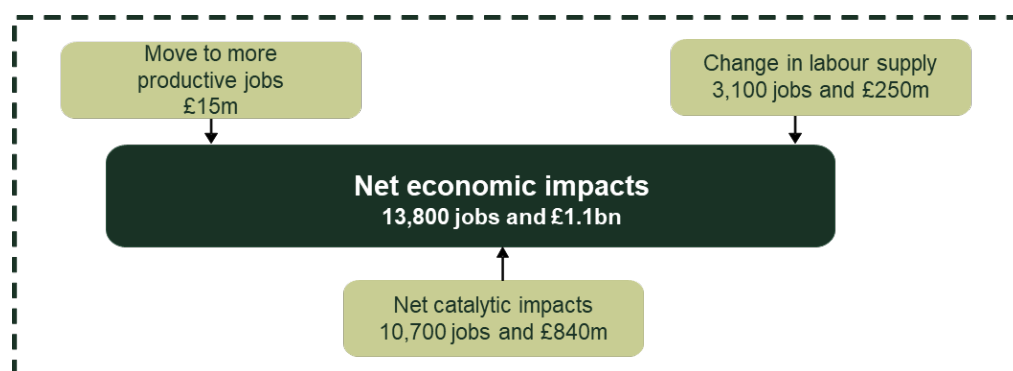 Move to more
productive jobs
£15m
Change in labour supply
3,100 jobs and £250m
Net economic impacts
13,800 jobs and £1.1bn
Net catalytic impacts
10,700 jobs and £840m